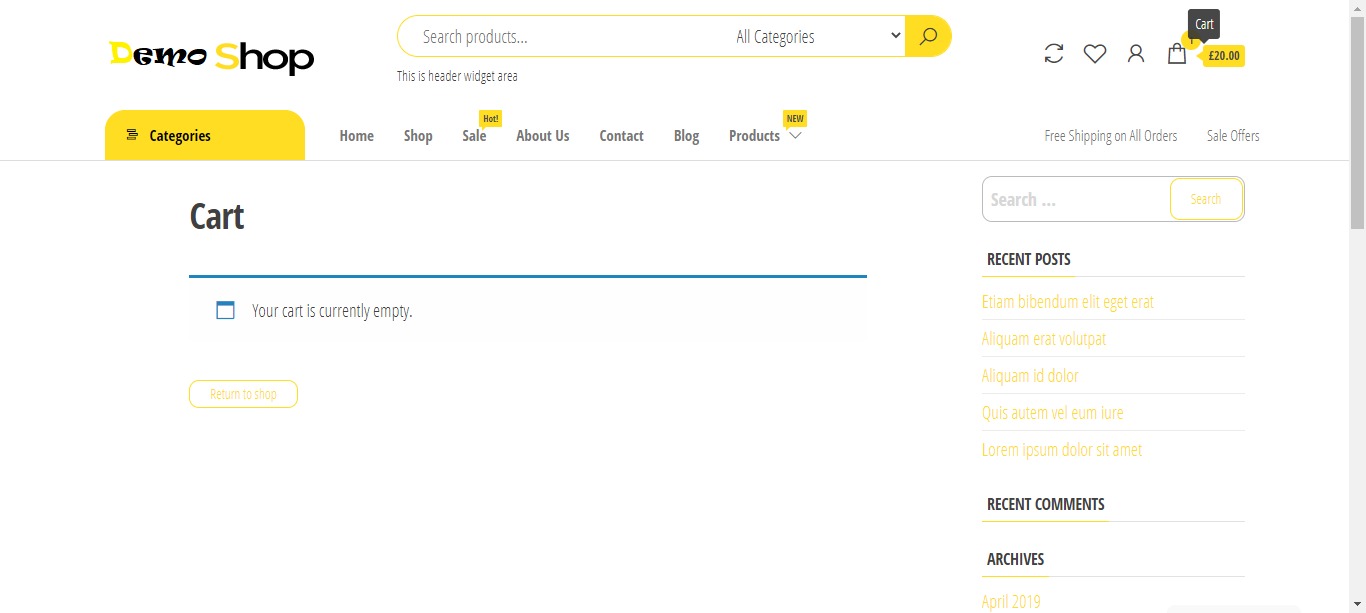 Demo Shop
Search products...
All Categories
Cart
£20.00
This is header widget area
Categories
Home
Shop
Sale
Hot!
About Us
Contact
Blog
Products
NEW
Free Shipping on All Orders
Sale Offers
Cart
Your cart is currently empty.
Return to shop
Search ...
Search
RECENT POSTS
Etiam bibendum elit eget erat
Aliquam erat volutpat
Aliquam id dolor
Quis autem vel eum iure
Lorem ipsum dolor sit amet
RECENT COMMENTS
ARCHIVES
April 2019